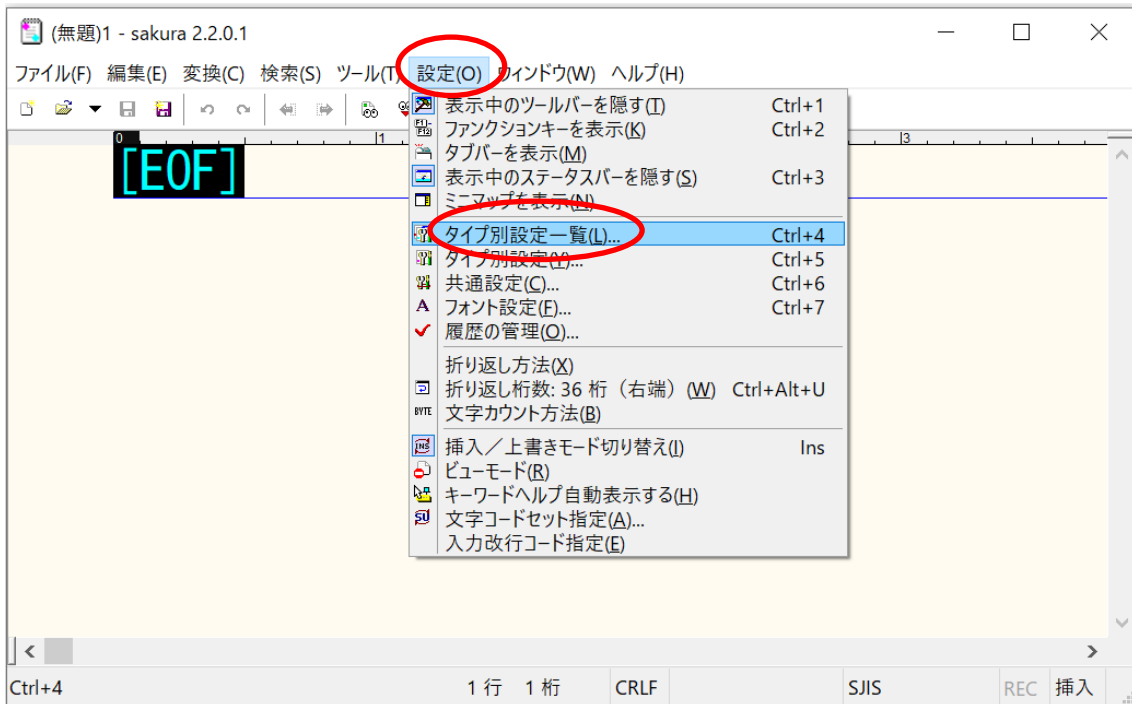 (無題)1 - sakura 2.2.0.1
ファイル(F) 編集(E) 変換(C) 検索(S) ツール(T) 設定(O) ウィンドウ(W) ヘルプ(H)
0 1 3
[EOF]
表示中のツールバーを隠す(T) Ctrl+1
ファンクションキーを表示(K) Ctrl+2
タブバーを表示(M)
表示中のステータスバーを隠す(S) Ctrl+3
ミニマップを表示(N)
タイプ別設定一覧(L)... Ctrl+4
タイプ別設定(Y)... Ctrl+5
共通設定(C)... Ctrl+6
フォント設定(F)... Ctrl+7
履歴の管理(O)...
折り返し方法(X)
折り返し桁数: 36 桁（右端）(W) Ctrl+Alt+U
文字カウント方法(B)
挿入／上書きモード切り替え(I) Ins
ビューモード(R)
キーワードヘルプ自動表示する(H)
文字コードセット指定(A)...
入力改行コード指定(E)
Ctrl+4 1 行 1 桁 CRLF SJIS REC 挿入